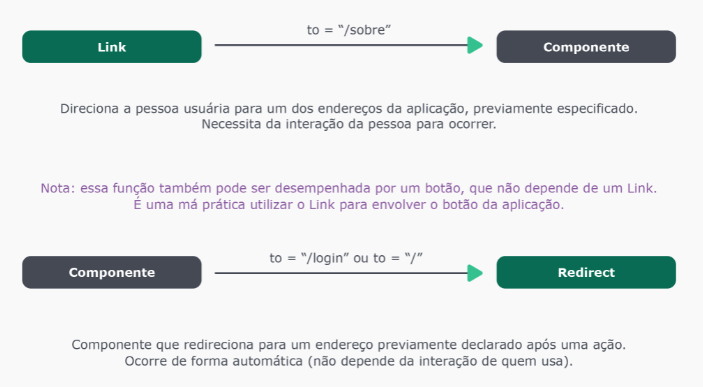 to = “/sobre”
Link
Componente
Direciona a pessoa usuária para um dos endereços da aplicação, previamente especificado.
Necessita da interação da pessoa para ocorrer.
Nota: essa função também pode ser desempenhada por um botão, que não depende de um Link.
É uma má prática utilizar o Link para envolver o botão da aplicação.
to = “/login” ou to = “/”
Componente
Redirect
Componente que redireciona para um endereço previamente declarado após uma ação.
Ocorre de forma automática (não depende da interação de quem usa).